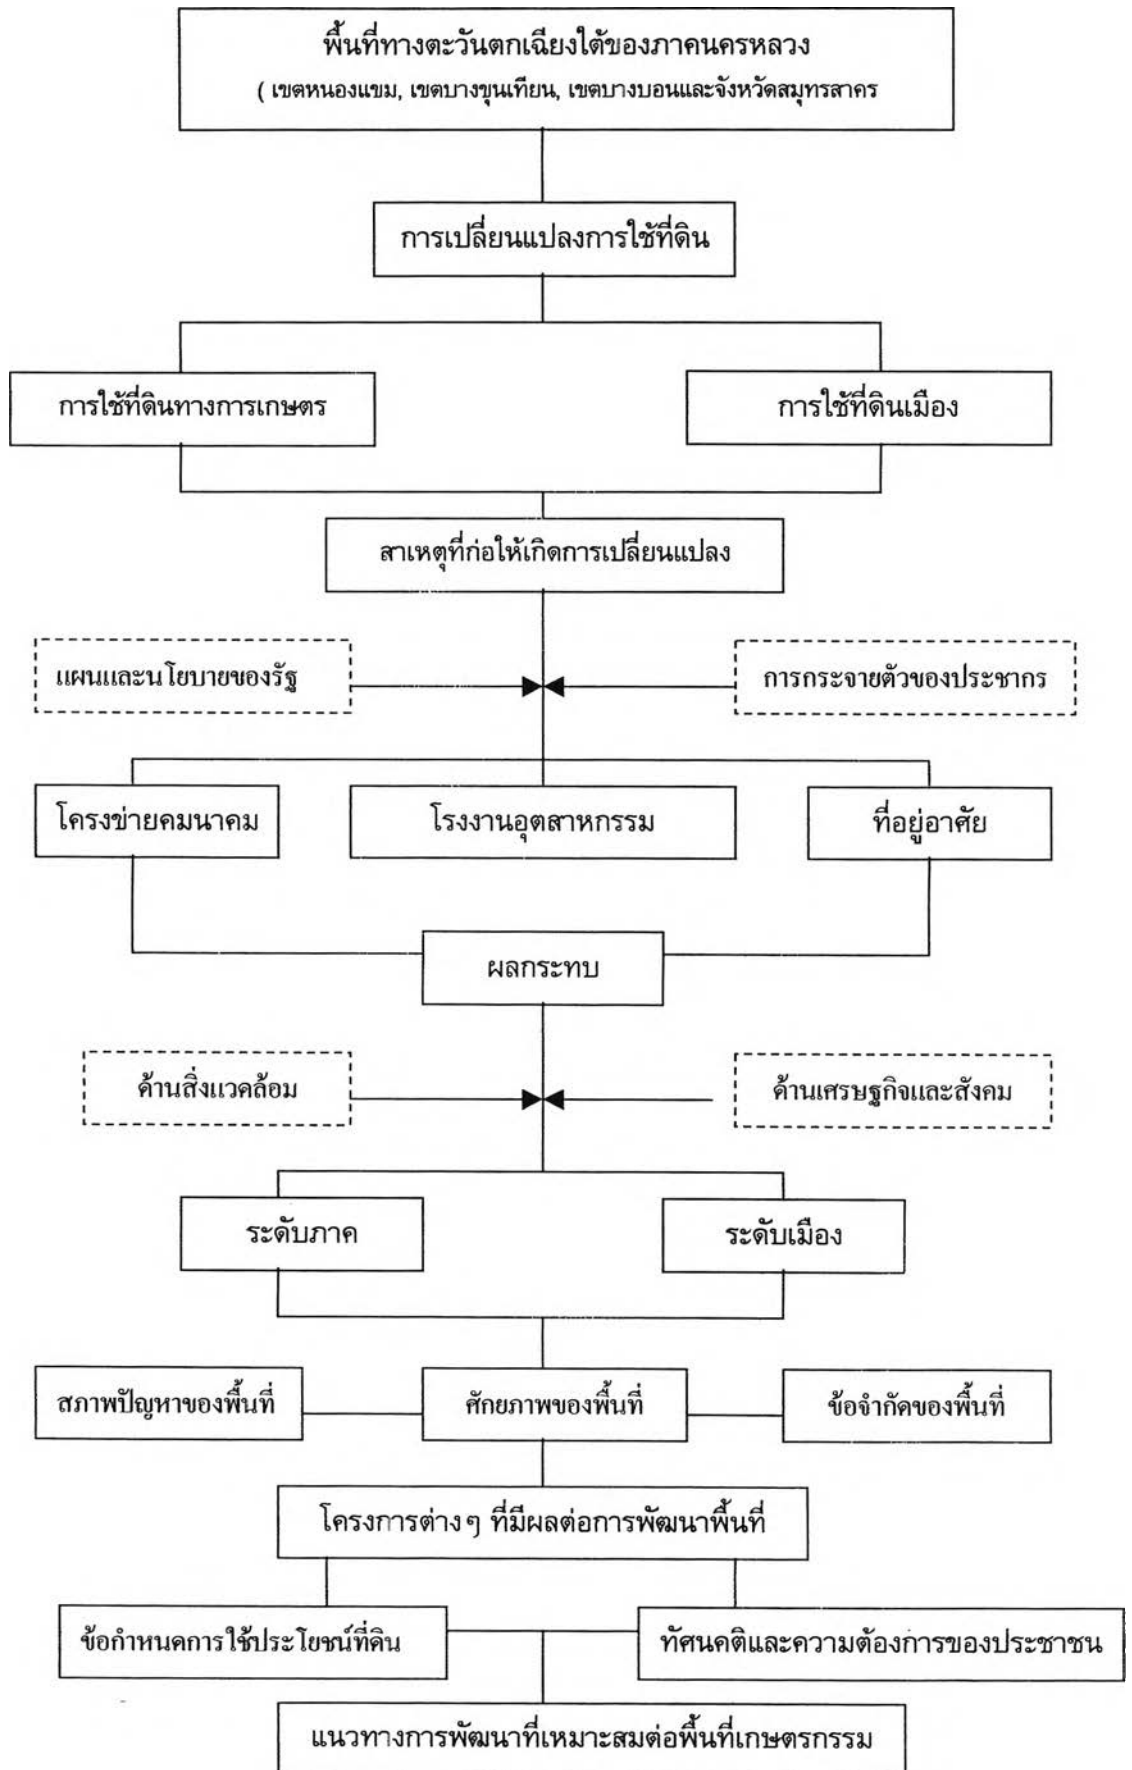 พื้นที่ทางตะวันตกเฉียงใต้ของภาคนครหลวง
( เขตหนองแขม, เขตบางขุนเทียน, เขตบางบอนและจังหวัดสมุทรสาคร
การเปลี่ยนแปลงการใช้ที่ดิน
การใช้ที่ดินทางการเกษตร
การใช้ที่ดินเมือง
สาเหตุที่ก่อให้เกิดการเปลี่ยนแปลง
แผนและนโยบายของรัฐ
การกระจายตัวของประชากร
โครงข่ายคมนาคม
โรงงานอุตสาหกรรม
ที่อยู่อาศัย
ผลกระทบ
ด้านสิ่งแวดล้อม
ด้านเศรษฐกิจและสังคม
ระดับภาค
ระดับเมือง
สภาพปัญหาของพื้นที่
ศักยภาพของพื้นที่
ข้อจำกัดของพื้นที่
โครงการต่างๆ ที่มีผลต่อการพัฒนาพื้นที่
ข้อกำหนดการใช้ประโยชน์ที่ดิน
ทัศนคติและความต้องการของประชาชน
แนวทางการพัฒนาที่เหมาะสมต่อพื้นที่เกษตรกรรม